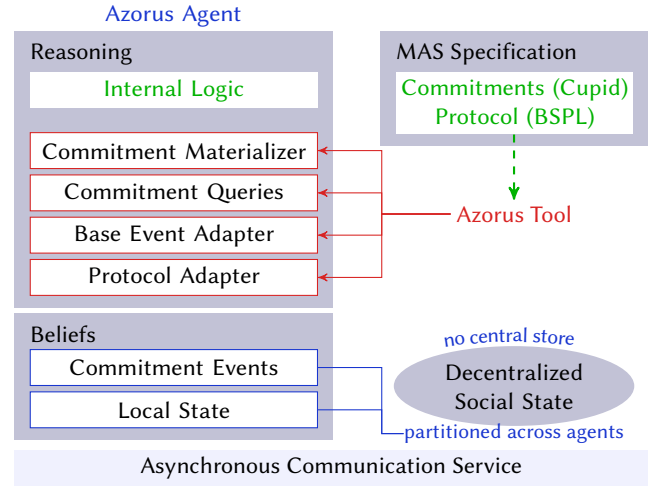 Azorus Agent
Reasoning
Internal Logic
Commitment Materializer
Commitment Queries
Base Event Adapter
Protocol Adapter
MAS Specification
Commitments (Cupid)
Protocol (BSPL)
Azorus Tool
Beliefs
Commitment Events
Local State
no central store
Decentralized
Social State
partitioned across agents
Asynchronous Communication Service